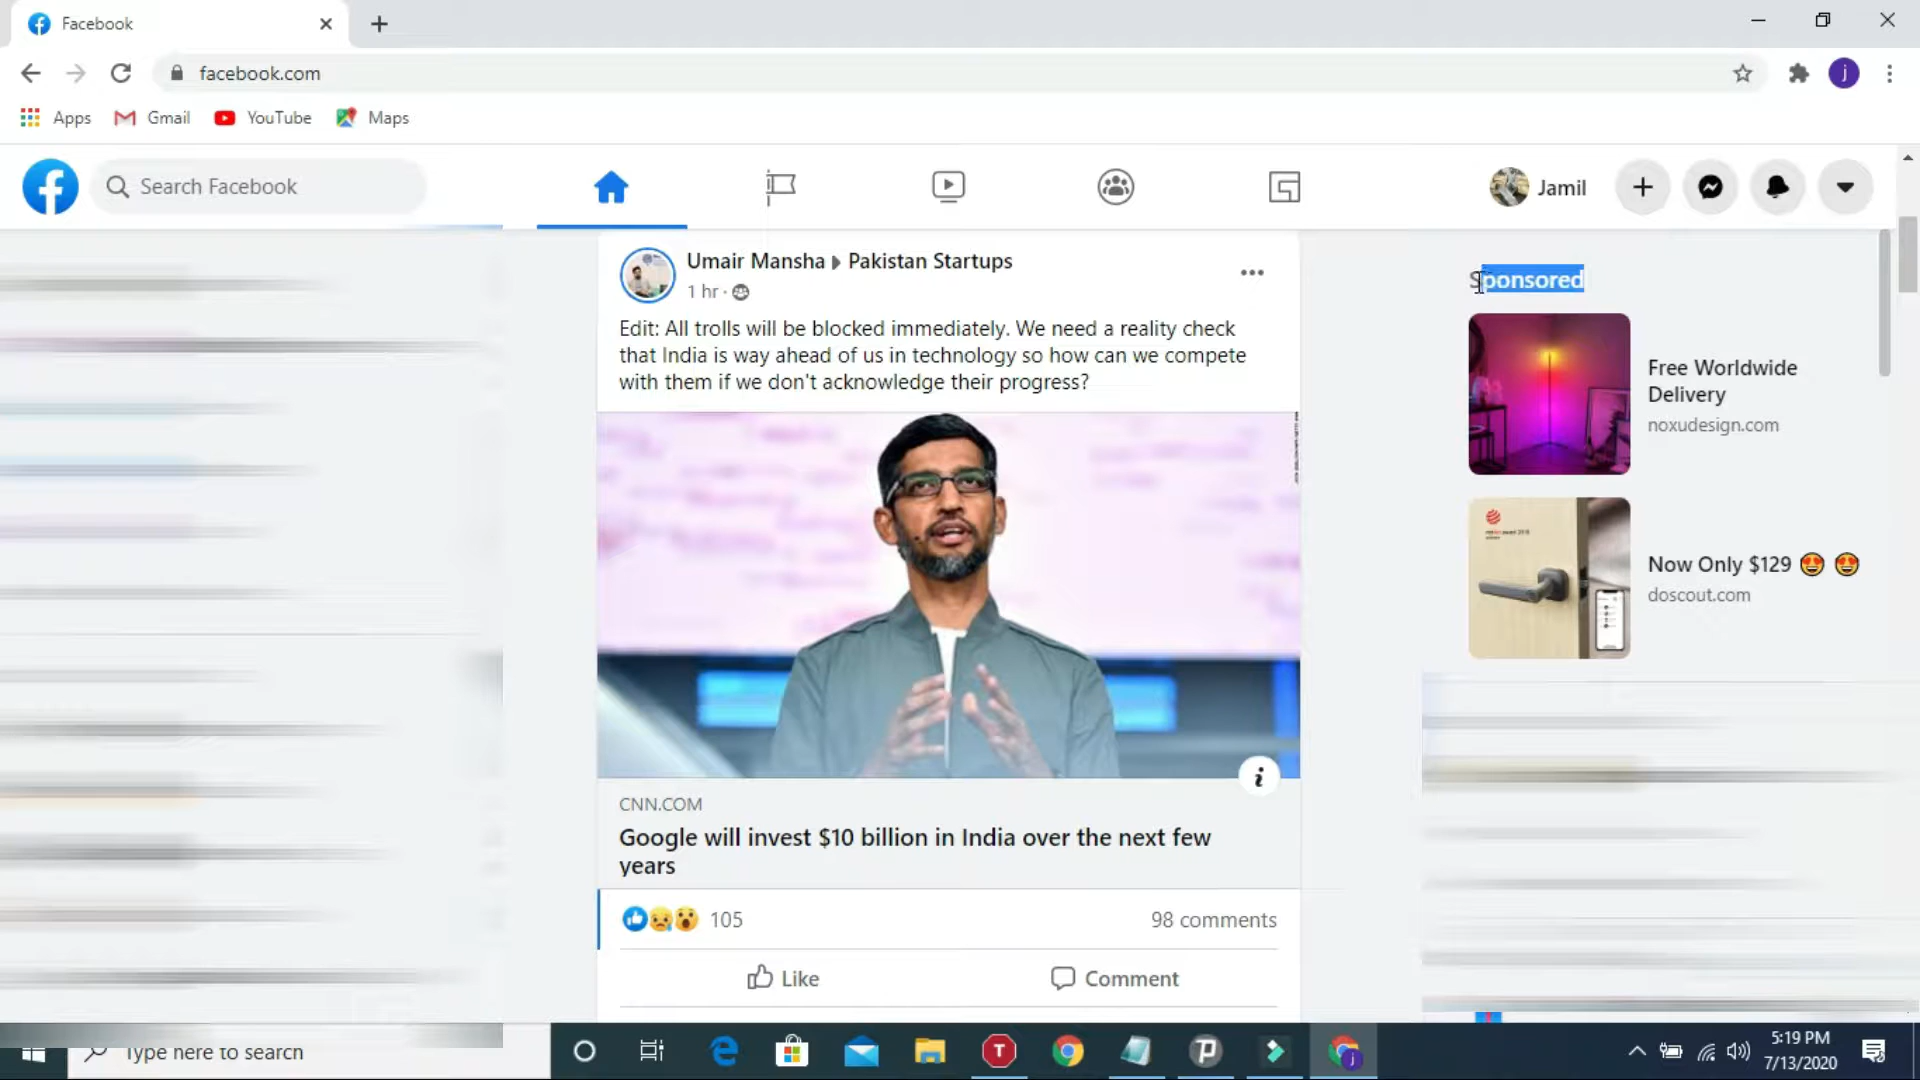 Facebook
facebook.com
Apps
Gmail
YouTube
Maps
Search Facebook
Jamil
Umair Mansha Pakistan Startups
1 hr ·
Edit: All trolls will be blocked immediately. We need a reality check
that India is way ahead of us in technology so how can we compete
with them if we don't acknowledge their progress?
CNN.COM
Google will invest $10 billion in India over the next few
years
105
98 comments
Like
Comment
Sponsored
Free Worldwide
Delivery
noxudesign.com
Now Only $129
doscout.com
Type here to search
5:19 PM
7/13/2020